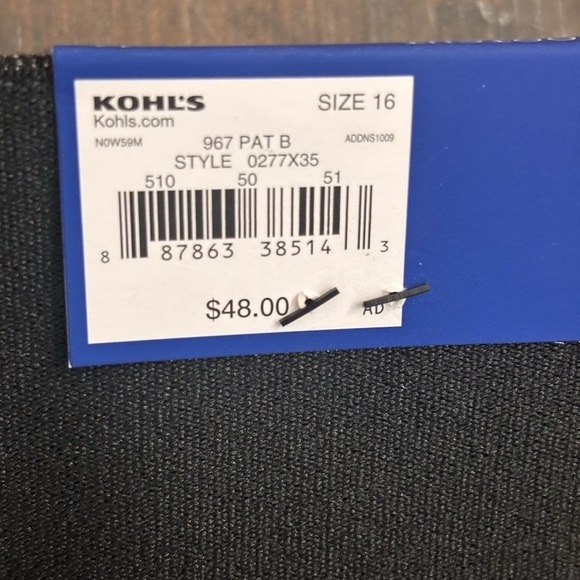 KOHL'S SIZE 16
Kohls.com
N0W59M 967 PAT B ADDNS1009
STYLE 0277X35
510 50 51
8 87863 38514 3
$48.00 AD